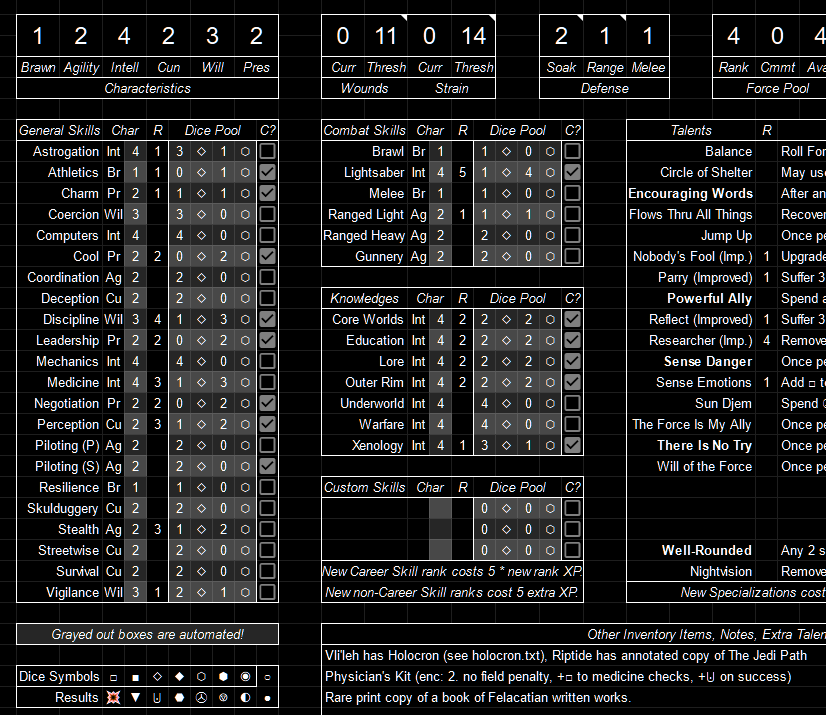 1 2 4 2 3 2 0 11 0 14 2 1 1 4 0 4
Brawn Agility Intell Cun Will Pres Curr Thresh Curr Thresh Soak Range Melee Rank Cmmt Ava
Characteristics Wounds Strain Defense Force Pool
General Skills Char R Dice Pool C?
Astrogation Int 4 1 3 ◇ 1 ⬡
Athletics Br 1 1 0 ◇ 1 ⬡
Charm Pr 2 1 1 ◇ 1 ⬡
Coercion Wil 3 3 ◇ 0 ⬡
Computers Int 4 4 ◇ 0 ⬡
Cool Pr 2 2 0 ◇ 2 ⬡
Coordination Ag 2 2 ◇ 0 ⬡
Deception Cu 2 2 ◇ 0 ⬡
Discipline Wil 3 4 1 ◇ 3 ⬡
Leadership Pr 2 2 0 ◇ 2 ⬡
Mechanics Int 4 4 ◇ 0 ⬡
Medicine Int 4 3 1 ◇ 3 ⬡
Negotiation Pr 2 2 0 ◇ 2 ⬡
Perception Cu 2 3 1 ◇ 2 ⬡
Piloting (P) Ag 2 2 ◇ 0 ⬡
Piloting (S) Ag 2 2 ◇ 0 ⬡
Resilience Br 1 1 ◇ 0 ⬡
Skulduggery Cu 2 2 ◇ 0 ⬡
Stealth Ag 2 3 1 ◇ 2 ⬡
Streetwise Cu 2 2 ◇ 0 ⬡
Survival Cu 2 2 ◇ 0 ⬡
Vigilance Wil 3 1 2 ◇ 1 ⬡
Combat Skills Char R Dice Pool C?
Brawl Br 1 1 ◇ 0 ⬡
Lightsaber Int 4 5 1 ◇ 4 ⬡
Melee Br 1 1 ◇ 0 ⬡
Ranged Light Ag 2 1 1 ◇ 1 ⬡
Ranged Heavy Ag 2 2 ◇ 0 ⬡
Gunnery Ag 2 2 ◇ 0 ⬡
Knowledges Char R Dice Pool C?
Core Worlds Int 4 2 2 ◇ 2 ⬡
Education Int 4 2 2 ◇ 2 ⬡
Lore Int 4 2 2 ◇ 2 ⬡
Outer Rim Int 4 2 2 ◇ 2 ⬡
Underworld Int 4 4 ◇ 0 ⬡
Warfare Int 4 4 ◇ 0 ⬡
Xenology Int 4 1 3 ◇ 1 ⬡
Custom Skills Char R Dice Pool C?
0 ◇ 0 ⬡
0 ◇ 0 ⬡
0 ◇ 0 ⬡
New Career Skill rank costs 5 * new rank XP.
New non-Career Skill ranks cost 5 extra XP.
Talents R
Balance Roll For
Circle of Shelter May us
Encouraging Words After an
Flows Thru All Things Recover
Jump Up Once pe
Nobody's Fool (Imp.) 1 Upgrade
Parry (Improved) 1 Suffer 3
Powerful Ally Spend a
Reflect (Improved) 1 Suffer 3
Researcher (Imp.) 4 Remove
Sense Danger Once pe
Sense Emotions 1 Add □ to
Sun Djem Spend
The Force Is My Ally Once pe
There Is No Try Once pe
Will of the Force Once pe
Well-Rounded Any 2 s
Nightvision Remove
New Specializations cost
Grayed out boxes are automated!
Dice Symbols □ ■ ◇ ◆ ⬡ ⬢ ◉ ○
Results
Other Inventory Items, Notes, Extra Talen
Vli'leh has Holocron (see holocron.txt), Riptide has annotated copy of The Jedi Path
Physician's Kit (enc: 2. no field penalty, +□ to medicine checks, + on success)
Rare print copy of a book of Felacatian written works.